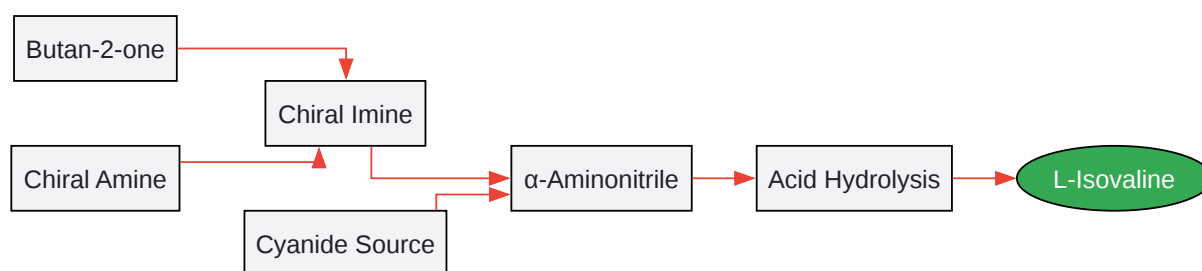 Butan-2-one
Chiral Imine
Chiral Amine
α-Aminonitrile
Acid Hydrolysis
L-Isovaline
Cyanide Source